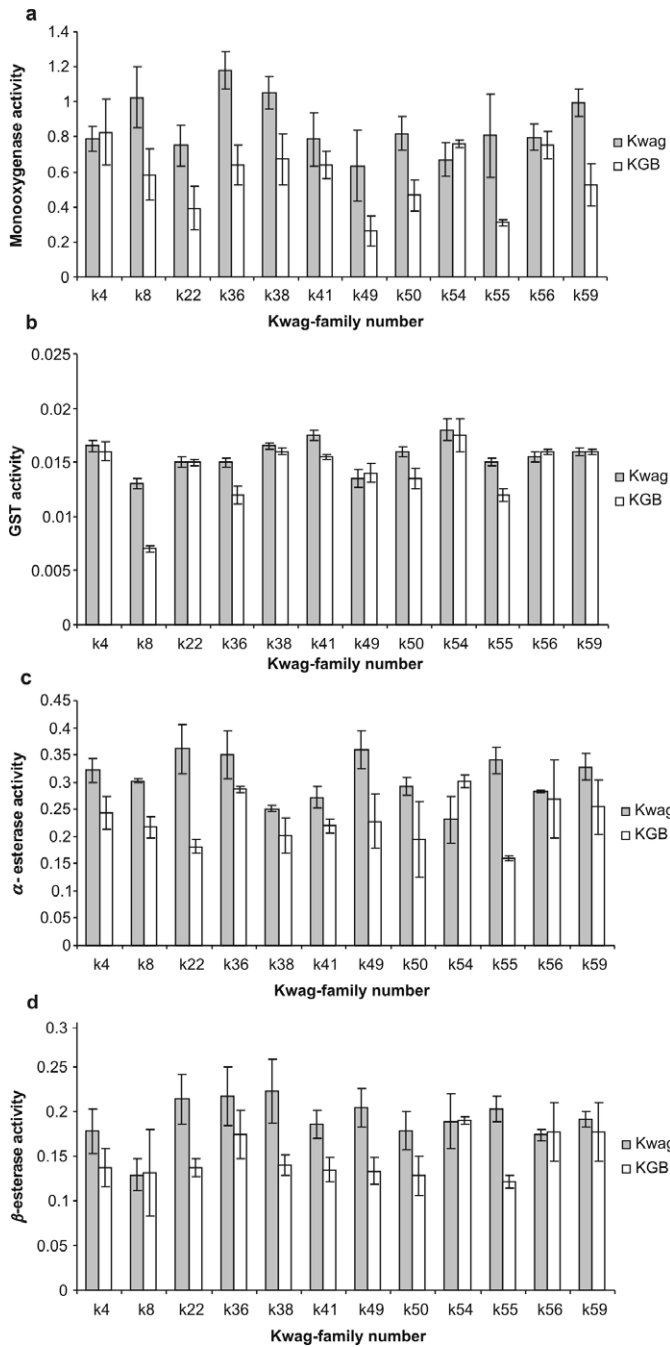 a
Monooxygenase activity
1.4
1.2
1
0.8
0.6
0.4
0.2
0
k4 k8 k22 k36 k38 k41 k49 k50 k54 k55 k56 k59
Kwag-family number
Kwag
KGB
b
GST activity
0.025
0.02
0.015
0.01
0.005
0
k4 k8 k22 k36 k38 k41 k49 k50 k54 k55 k56 k59
Kwag-family number
Kwag
KGB
c
α- esterase activity
0.45
0.4
0.35
0.3
0.25
0.2
0.15
0.1
0.05
0
k4 k8 k22 k36 k38 k41 k49 k50 k54 k55 k56 k59
Kwag-family number
Kwag
KGB
d
β-esterase activity
0.3
0.25
0.2
0.15
0.1
0.05
0
k4 k8 k22 k36 k38 k41 k49 k50 k54 k55 k56 k59
Kwag-family number
Kwag
KGB